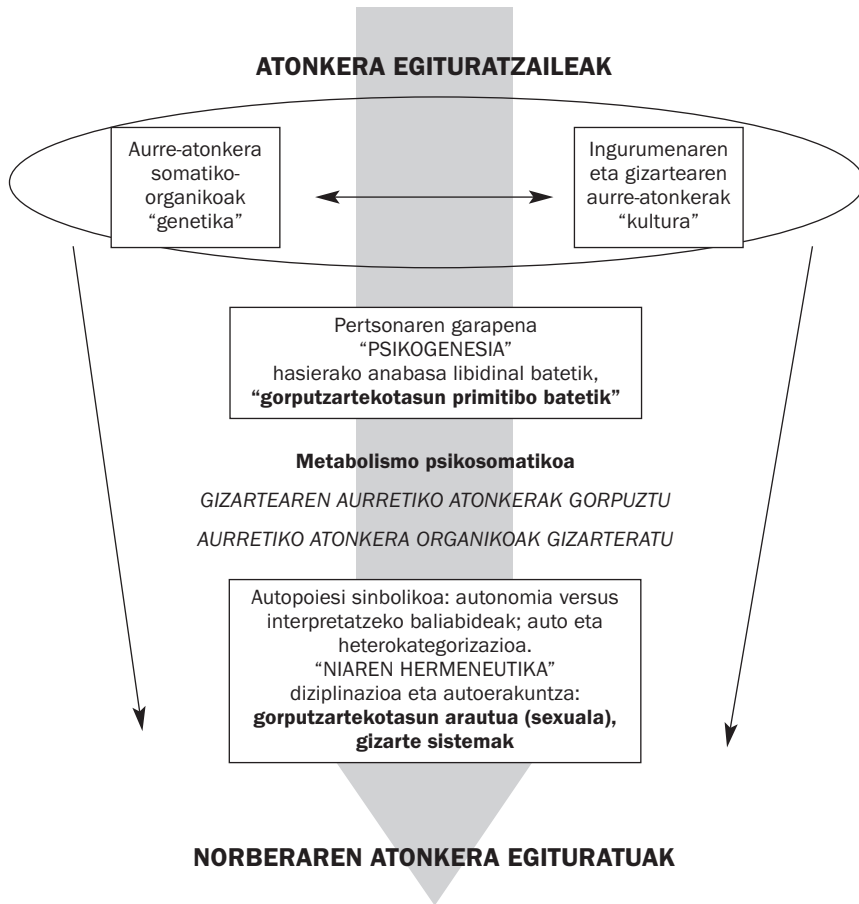 ATONKERA EGITURATZAILEAK
Aurre-atonkera
somatiko-
organikoak
“genetika”
Ingurumenaren
eta gizartearen
aurre-atonkerak
“kultura”
Pertsonaren garapena
“PSIKOGENESIA”
hasierako anabasa libidinal batetik,
“gorputzartekotasun primitibo batetik”
Metabolismo psikosomatikoa
GIZARTEAREN AURRETIKO ATONKERAK GORPUZTU
AURRETIKO ATONKERA ORGANIKOAK GIZARTERATU
Autopoiesi sinbolikoa: autonomia versus
interpretatzeko baliabideak; auto eta
heterokategorizazioa.
“NIAREN HERMENEUTIKA”
diziplinazioa eta autoerakuntza:
gorputzartekotasun arautua (sexuala),
gizarte sistemak
NORBERAREN ATONKERA EGITURATUAK